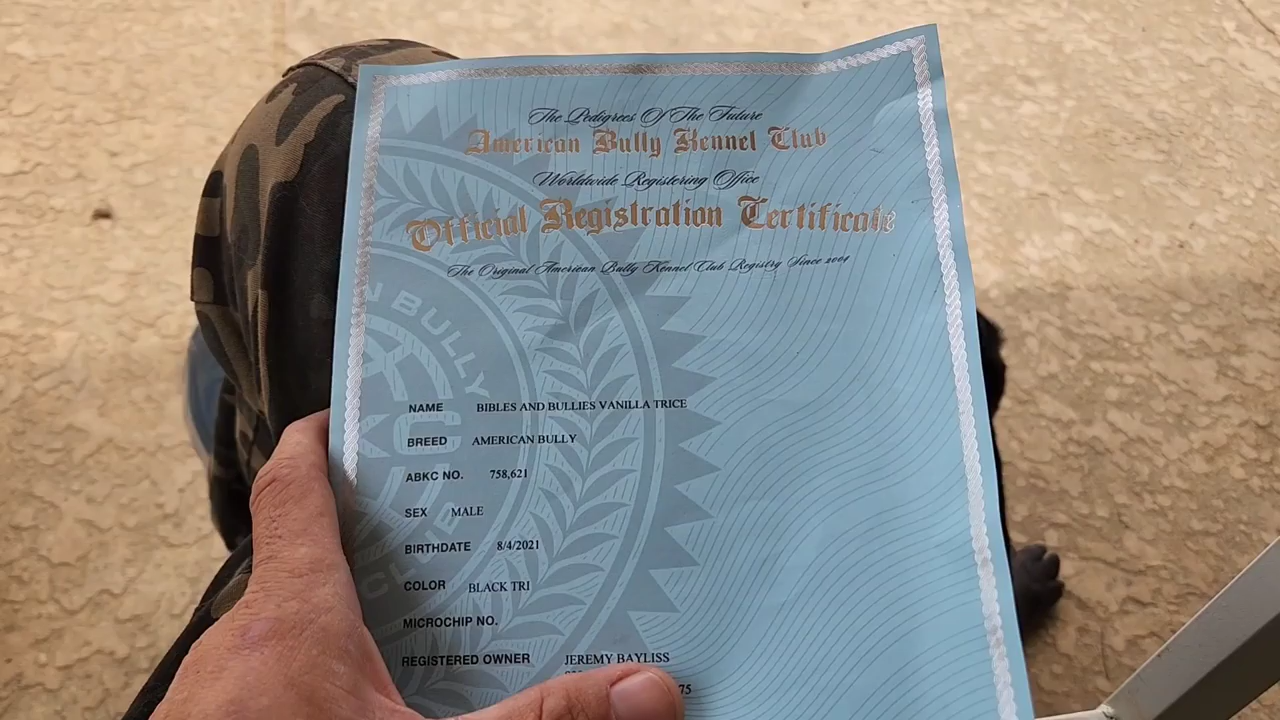 The Pedigrees Of The Future
American Bully Kennel Club
Worldwide Registering Office
Official Registration Certificate
The Original American Bully Kennel Club Registry Since 2004
N BULLY
NAME BIBLES AND BULLIES VANILLA TRICE
BREED AMERICAN BULLY
ABKC NO. 758,621
SEX MALE
BIRTHDATE 8/4/2021
COLOR BLACK TRI
MICROCHIP NO.
REGISTERED OWNER JEREMY BAYLISS
75